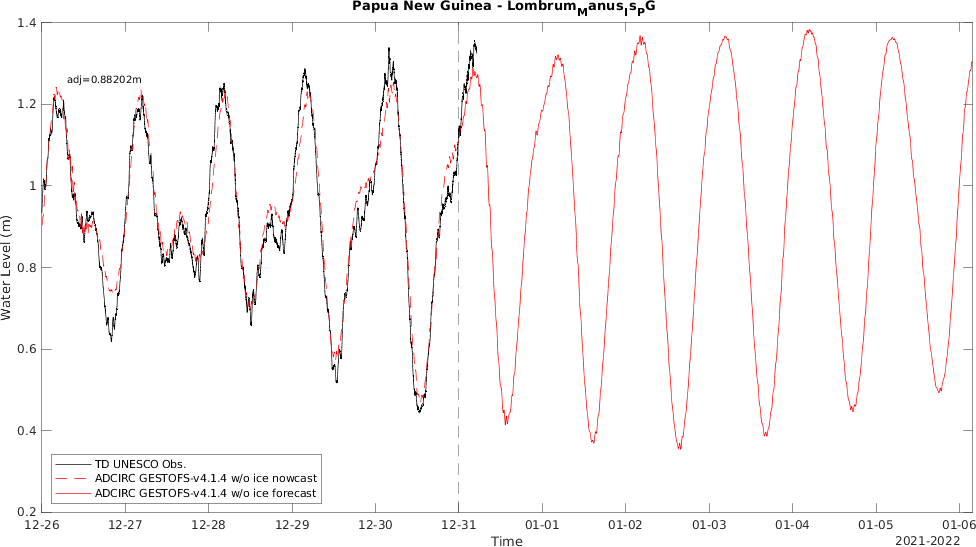 Papua New Guinea - LombrumManusIsPG
1.4
adj=0.88202m
1.2
1
0.8
0.6
0.4
0.2
Water Level (m)
TD UNESCO Obs.
ADCIRC GESTOFS-v4.1.4 w/o ice nowcast
ADCIRC GESTOFS-v4.1.4 w/o ice forecast
12-26 12-27 12-28 12-29 12-30 12-31 01-01 01-02 01-03 01-04 01-05 01-06
Time
2021-2022